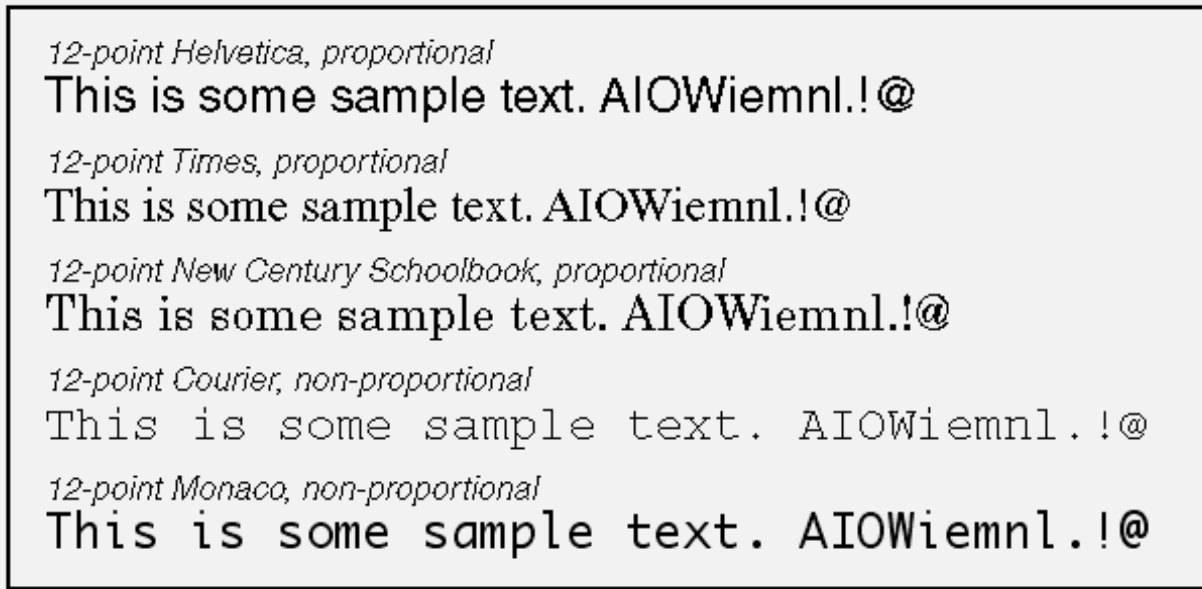 12-point Helvetica, proportional
This is some sample text. AIOWiemnl.!@
12-point Times, proportional
This is some sample text. AIOWiemnl.!@
12-point New Century Schoolbook, proportional
This is some sample text. AIOWiemnl.!@
12-point Courier, non-proportional
This is some sample text. AIOWiemnl.!@
12-point Monaco, non-proportional
This is some sample text. AIOWiemnl.!@